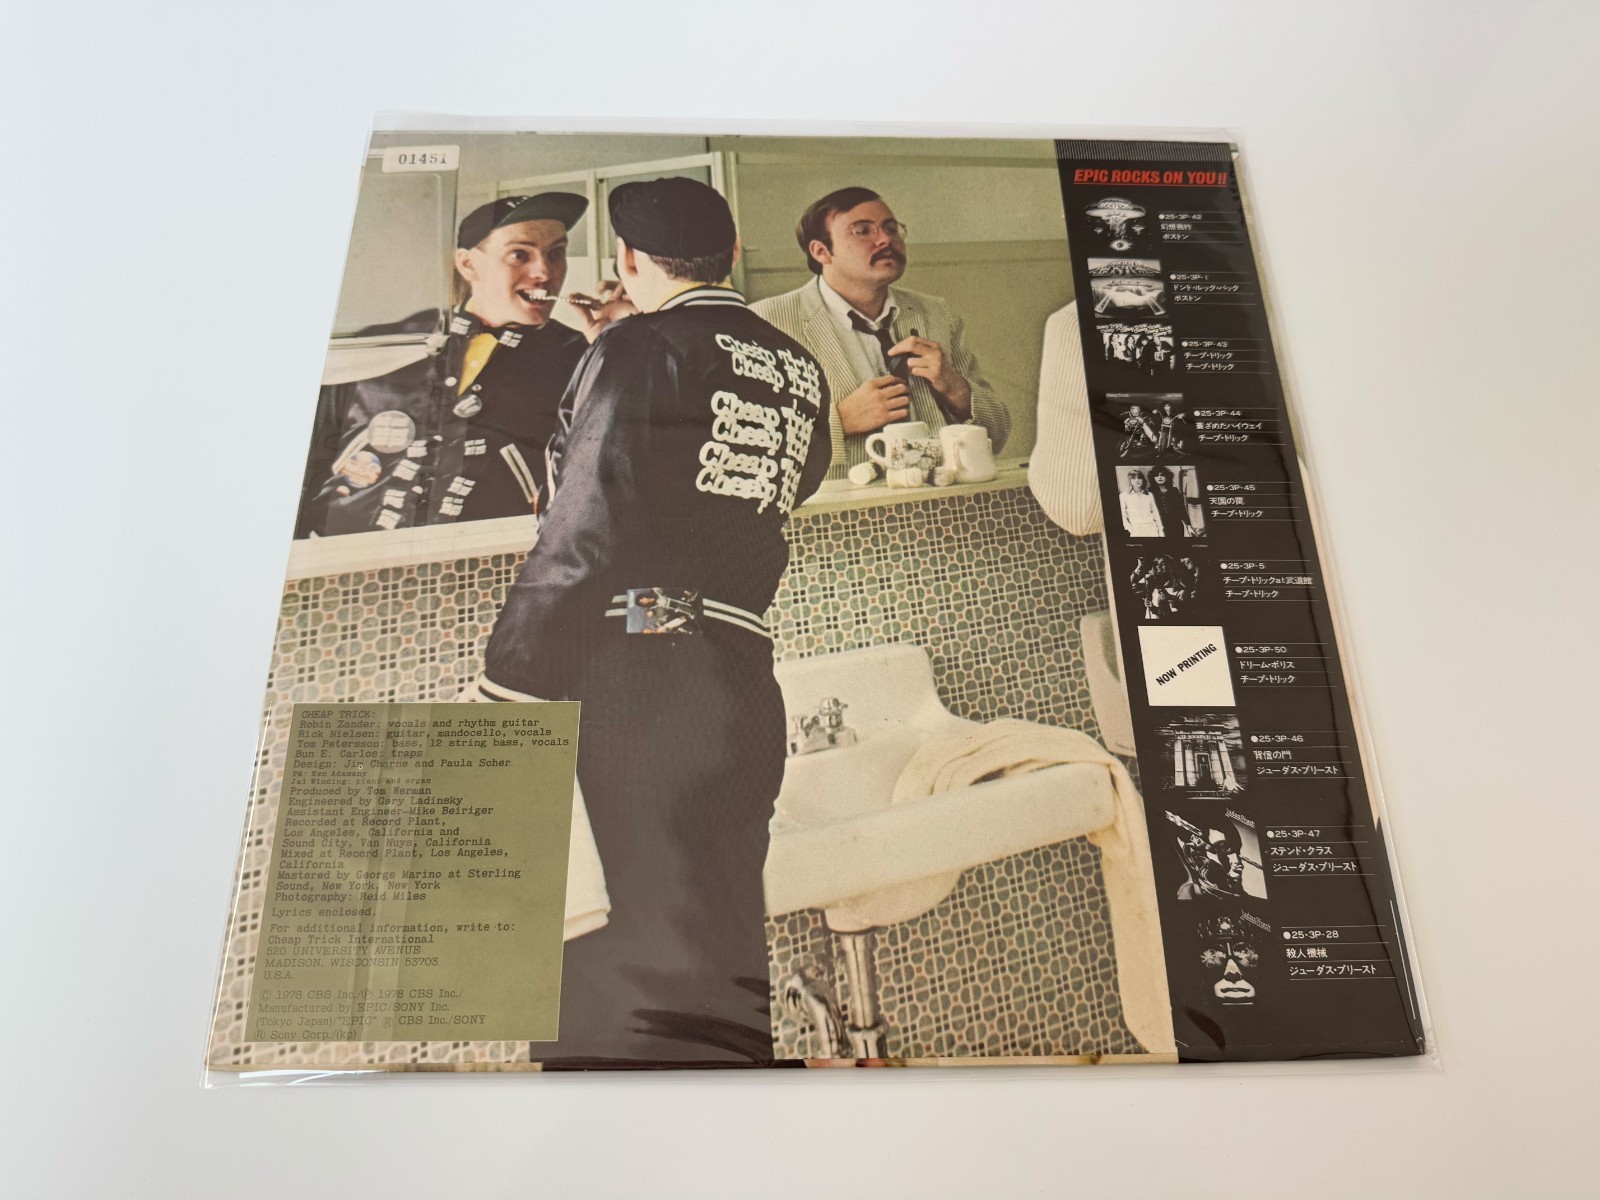 01451
Cheap Trick
Cheap Trick
Cheap
Cheap
Cheap
Cheap
CHEAP TRICK:
Robin Zander: vocals and rhythm guitar
Rick Nielsen: guitar, mandocello, vocals
Tom Petersson: bass, 12 string bass, vocals
Bun E. Carlos: traps
Design: Jim Charne and Paula Scher
PM: Ken Adamany
Jai Winding: piano and organ
Produced by Tom Werman
Engineered by Gary Ladinsky
Assistant Engineer-Mike Beiriger
Recorded at Record Plant,
Los Angeles, California and
Sound City, Van Nuys, California
Mixed at Record Plant, Los Angeles,
California
Mastered by George Marino at Sterling
Sound, New York, New York
Photography: Reid Miles
Lyrics enclosed.
For additional information, write to:
Cheap Trick International
520 UNIVERSITY AVENUE
MADISON, WISCONSIN 53703
U.S.A.
© 1978 CBS Inc./Ⓟ 1978 CBS Inc./
Manufactured by EPIC/SONY Inc.
(Tokyo Japan)/"EPIC" CBS Inc./SONY
Ⓡ Sony Corp./(kp)
EPIC ROCKS ON YOU!!
●25・3P-42
幻想飛行
ボストン
●25・3P-1
ドント・ルック・バック
ボストン
●25・3P-43
チープ・トリック
チープ・トリック
●25・3P-44
蒼ざめたハイウェイ
チープ・トリック
●25・3P-45
天国の罠
チープ・トリック
●25・3P-5
チープ・トリックat武道館
チープ・トリック
NOW PRINTING
●25・3P-50
ドリーム・ポリス
チープ・トリック
●25・3P-46
背信の門
ジューダス・プリースト
Judas Priest
●25・3P-47
ステンド・クラス
ジューダス・プリースト
Judas Priest
●25・3P-28
殺人機械
ジューダス・プリースト